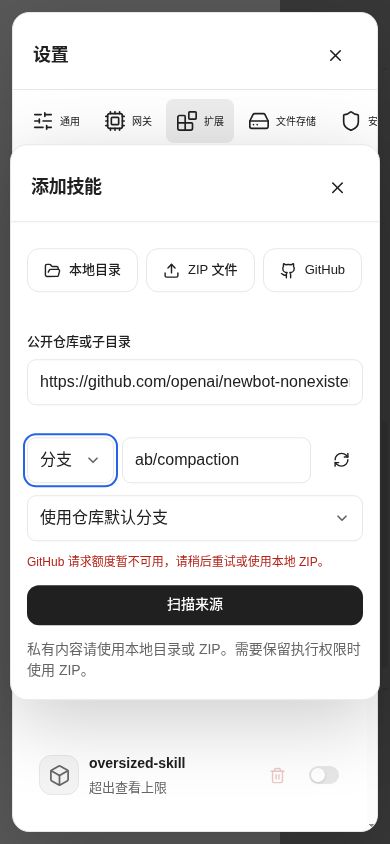 设置
通用
网关
扩展
文件存储
安
添加技能
本地目录
ZIP 文件
GitHub
公开仓库或子目录
https://github.com/openai/newbot-nonexiste
分支
ab/compaction
使用仓库默认分支
GitHub 请求额度暂不可用，请稍后重试或使用本地 ZIP。
扫描来源
私有内容请使用本地目录或 ZIP。需要保留执行权限时
使用 ZIP。
oversized-skill
超出查看上限